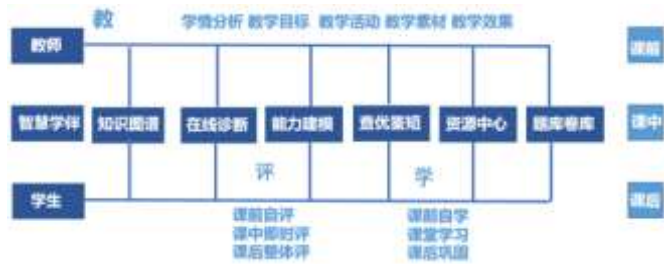 教
学情分析 教学目标 教学活动 教学素材 教学效果
教师
课前
智慧学伴 知识图谱 在线诊断 能力建模 查优鉴短 资源中心 题库卷库
课中
评 学
学生
课后
课前自评 课前自学
课中即时评 课堂学习
课后整体评 课后巩固